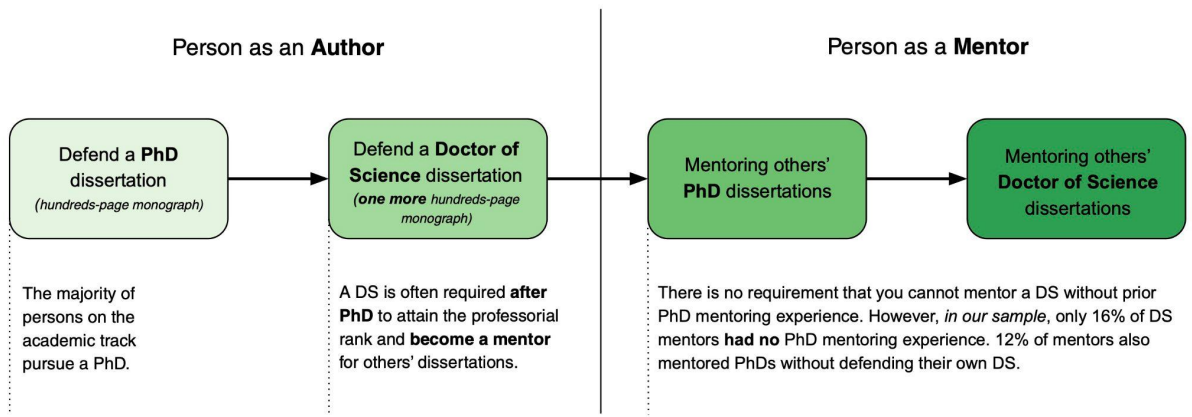 Person as an Author
Person as a Mentor
Defend a PhD
dissertation
(hundreds-page monograph)
Defend a Doctor of
Science dissertation
(one more hundreds-page
monograph)
Mentoring others’
PhD dissertations
Mentoring others’
Doctor of Science
dissertations
The majority of
persons on the
academic track
pursue a PhD.
A DS is often required after
PhD to attain the professorial
rank and become a mentor
for others’ dissertations.
There is no requirement that you cannot mentor a DS without prior
PhD mentoring experience. However, in our sample, only 16% of DS
mentors had no PhD mentoring experience. 12% of mentors also
mentored PhDs without defending their own DS.